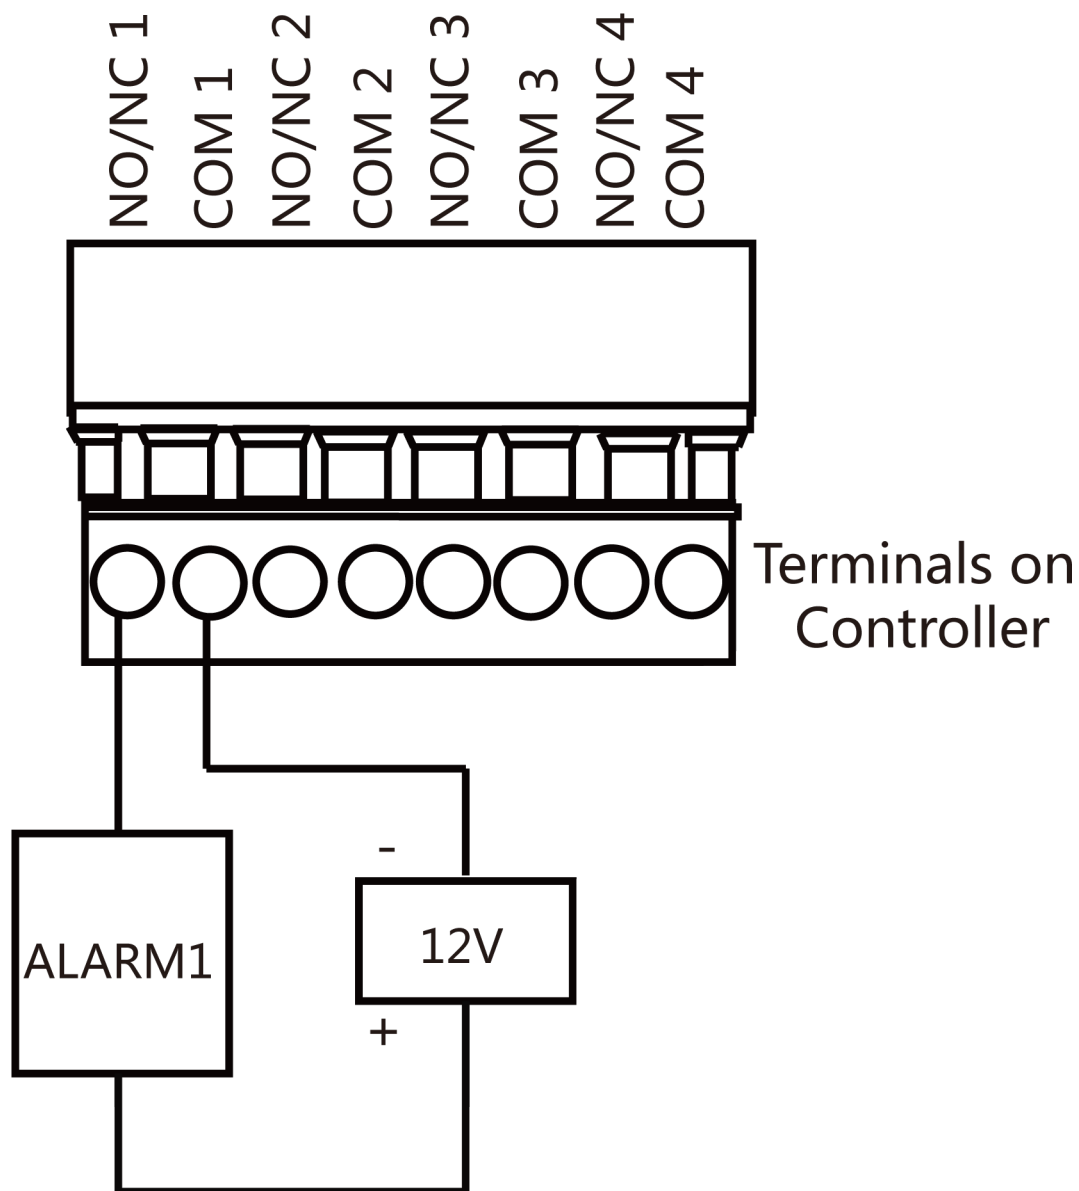 NO/NC 1
COM 1
NO/NC 2
COM 2
NO/NC 3
COM 3
NO/NC 4
COM 4
Terminals on
Controller
-
ALARM1
12V
+